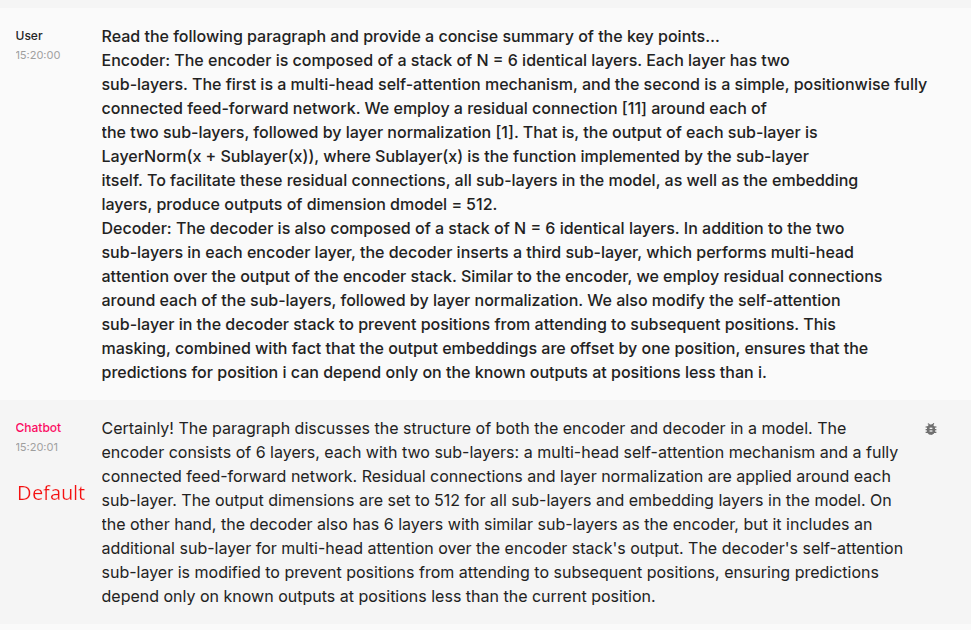 User
15:20:00
Read the following paragraph and provide a concise summary of the key points...
Encoder: The encoder is composed of a stack of N = 6 identical layers. Each layer has two
sub-layers. The first is a multi-head self-attention mechanism, and the second is a simple, positionwise fully
connected feed-forward network. We employ a residual connection [11] around each of
the two sub-layers, followed by layer normalization [1]. That is, the output of each sub-layer is
LayerNorm(x + Sublayer(x)), where Sublayer(x) is the function implemented by the sub-layer
itself. To facilitate these residual connections, all sub-layers in the model, as well as the embedding
layers, produce outputs of dimension dmodel = 512.
Decoder: The decoder is also composed of a stack of N = 6 identical layers. In addition to the two
sub-layers in each encoder layer, the decoder inserts a third sub-layer, which performs multi-head
attention over the output of the encoder stack. Similar to the encoder, we employ residual connections
around each of the sub-layers, followed by layer normalization. We also modify the self-attention
sub-layer in the decoder stack to prevent positions from attending to subsequent positions. This
masking, combined with fact that the output embeddings are offset by one position, ensures that the
predictions for position i can depend only on the known outputs at positions less than i.
Chatbot
15:20:01
Default
Certainly! The paragraph discusses the structure of both the encoder and decoder in a model. The
encoder consists of 6 layers, each with two sub-layers: a multi-head self-attention mechanism and a fully
connected feed-forward network. Residual connections and layer normalization are applied around each
sub-layer. The output dimensions are set to 512 for all sub-layers and embedding layers in the model. On
the other hand, the decoder also has 6 layers with similar sub-layers as the encoder, but it includes an
additional sub-layer for multi-head attention over the encoder stack's output. The decoder's self-attention
sub-layer is modified to prevent positions from attending to subsequent positions, ensuring predictions
depend only on known outputs at positions less than the current position.